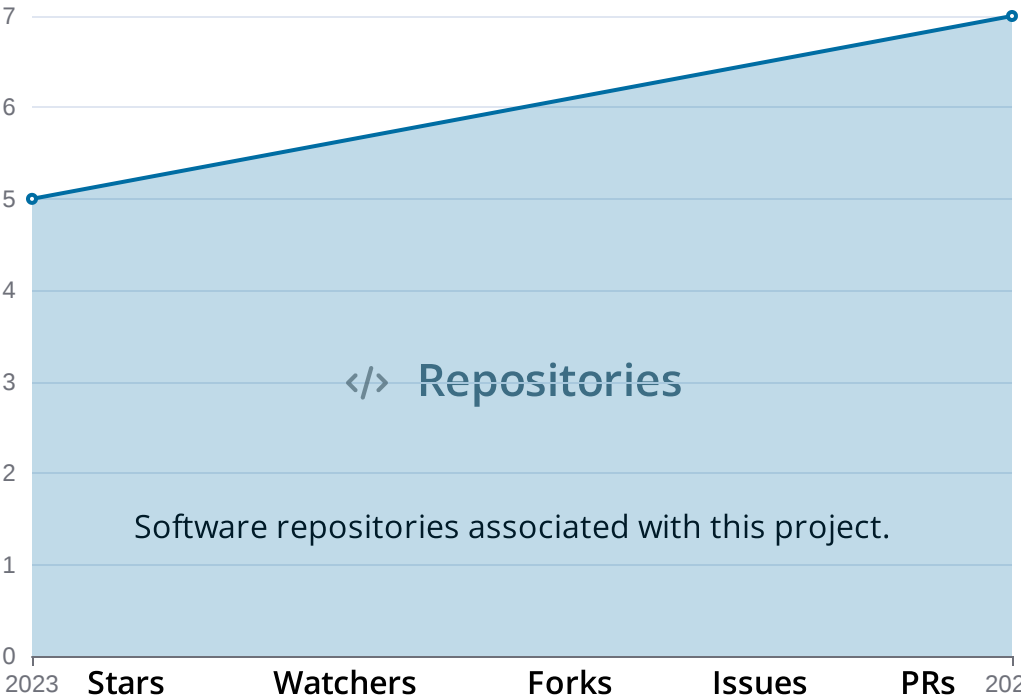 7
6
5
4
3
Repositories
2
Software repositories associated with this project.
1
0
2023 Stars Watchers Forks Issues PRs